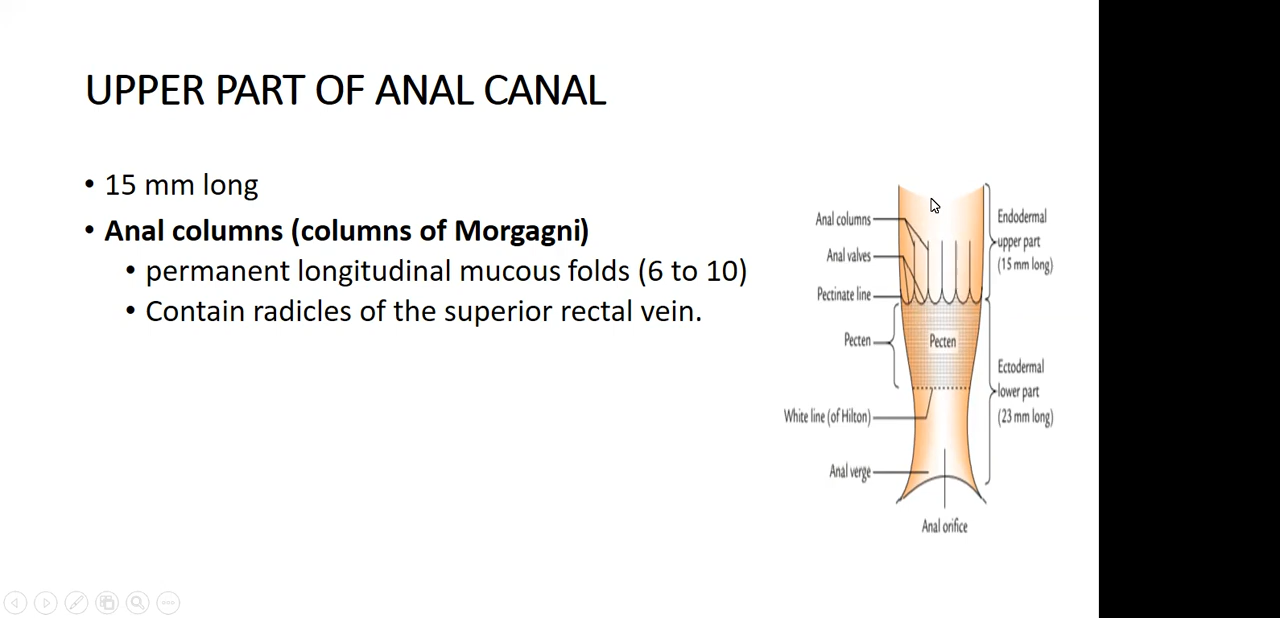 UPPER PART OF ANAL CANAL
• 15 mm long
• Anal columns (columns of Morgagni)
• permanent longitudinal mucous folds (6 to 10)
• Contain radicles of the superior rectal vein.
Anal columns
Anal valves
Pectinate line
Pecten
White line (of Hilton)
Anal verge
Pecten
Anal orifice
Endodermal
upper part
(15 mm long)
Ectodermal
lower part
(23 mm long)